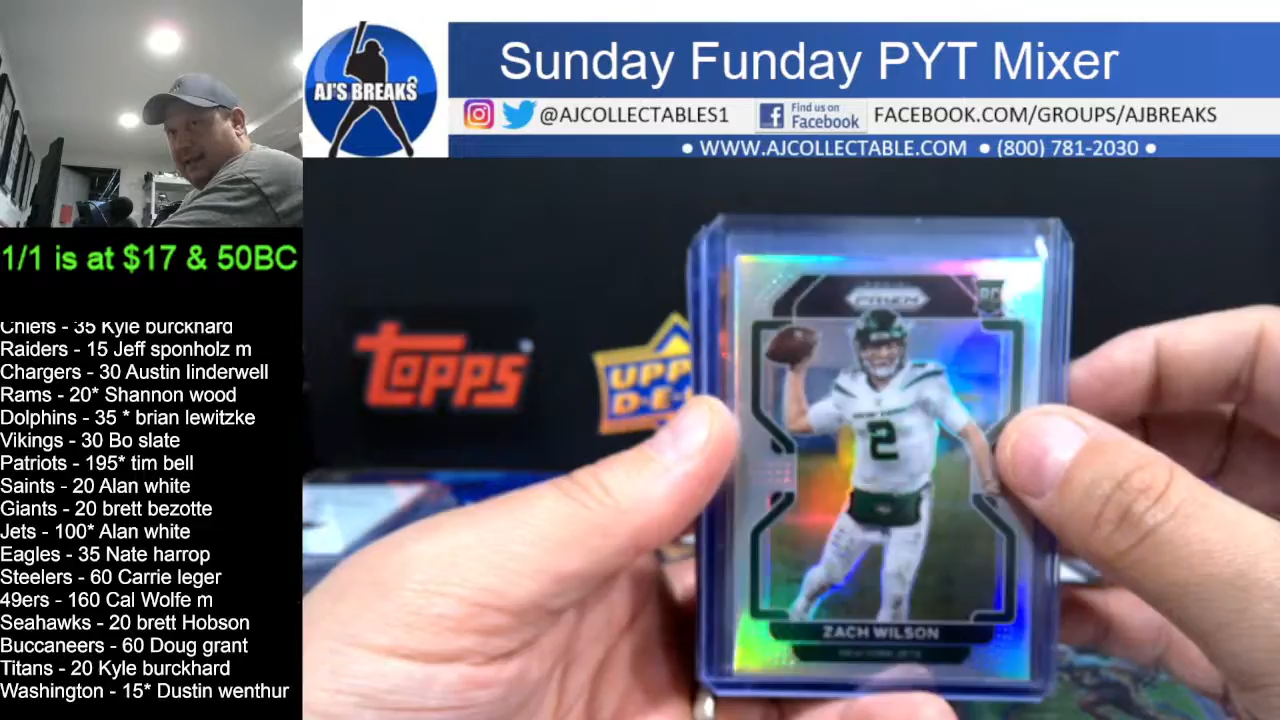 Sunday Funday PYT Mixer
AJ'S BREAKS
@AJCOLLECTABLES1
Find us on
Facebook
FACEBOOK.COM/GROUPS/AJBREAKS
• WWW.AJCOLLECTABLE.COM • (800) 781-2030 •
1/1 is at $17 & 50BC
Chiefs - 35 Kyle burckhard
Raiders - 15 Jeff sponholz m
Chargers - 30 Austin linderwell
Rams - 20* Shannon wood
Dolphins - 35 * brian lewitzke
Vikings - 30 Bo slate
Patriots - 195* tim bell
Saints - 20 Alan white
Giants - 20 brett bezotte
Jets - 100* Alan white
Eagles - 35 Nate harrop
Steelers - 60 Carrie leger
49ers - 160 Cal Wolfe m
Seahawks - 20 brett Hobson
Buccaneers - 60 Doug grant
Titans - 20 Kyle burckhard
Washington - 15* Dustin wenthur
TOPPS
UPP
DE
PRIZM
RC
2
ZACH WILSON
NEW YORK JETS